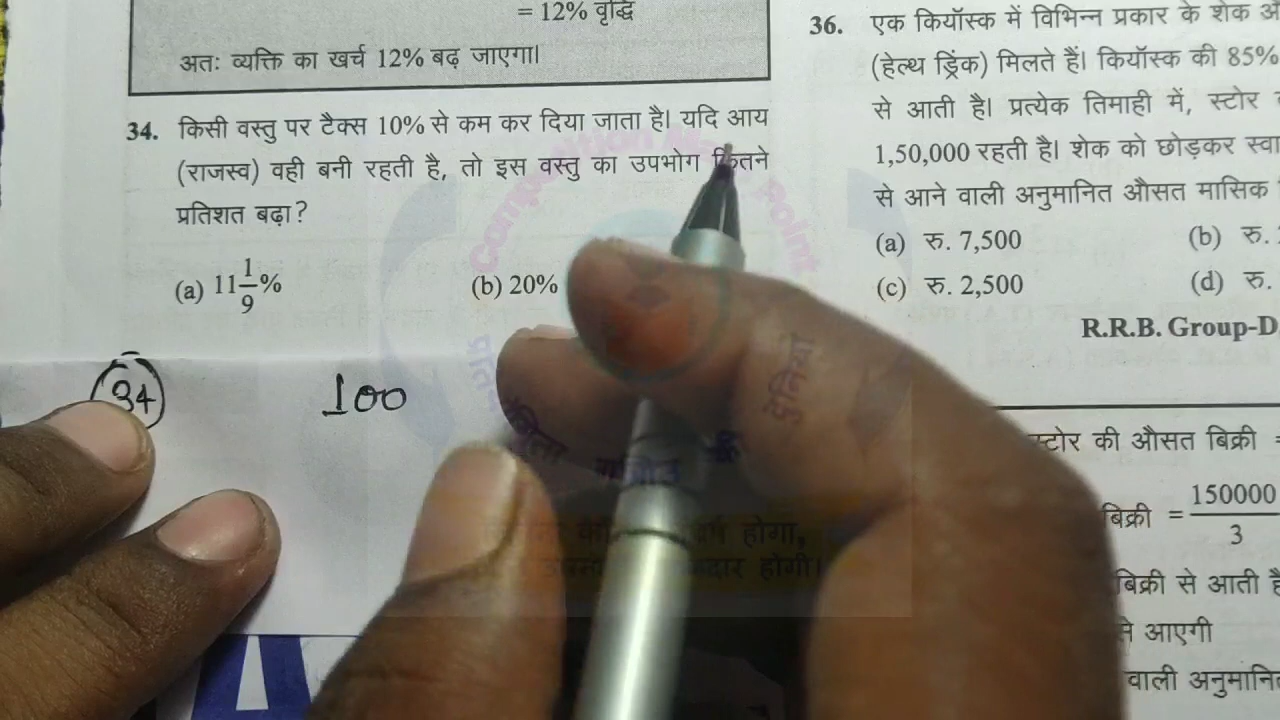 = 12% वृद्धि
अतः व्यक्ति का खर्च 12% बढ़ जाएगा।
34. किसी वस्तु पर टैक्स 10% से कम कर दिया जाता है। यदि आय
(राजस्व) वही बनी रहती है, तो इस वस्तु का उपभोग कितने
प्रतिशत बढ़ा?
(a) 11 1/9%
(b) 20%
34
100
36. एक कियॉस्क में विभिन्न प्रकार के शेक
(हेल्थ ड्रिंक) मिलते हैं। कियॉस्क की 85%
से आती है। प्रत्येक तिमाही में, स्टोर
1,50,000 रहती है। शेक को छोड़कर
से आने वाली अनुमानित औसत मासिक
(a) रु. 7,500
(b) रु.
(c) रु. 2,500
(d) रु.
R.R.B. Group-D
स्टोर की औसत बिक्री =
बिक्री = 150000/3
बिक्री से आती
आएगी
वाली
Competition Math Point
दुनिया
होगा,
होगी।